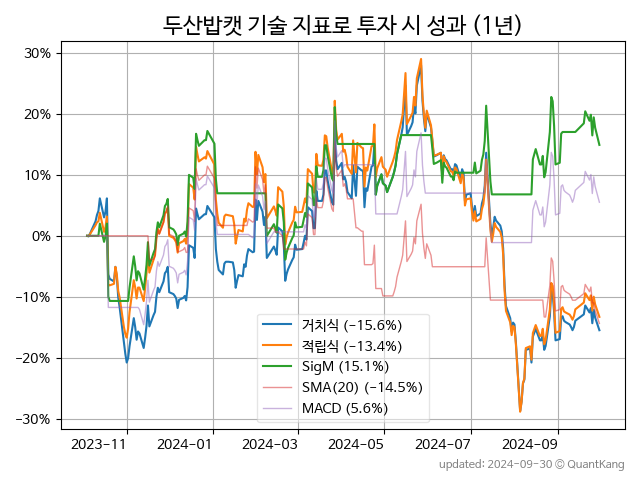 두산밥캣 기술 지표로 투자 시 성과 (1년)
30%
20%
10%
0%
−10%
−20%
−30%
거치식 (−15.6%)
적립식 (−13.4%)
SigM (15.1%)
SMA(20) (−14.5%)
MACD (5.6%)
2023-11
2024-01
2024-03
2024-05
2024-07
2024-09
updated: 2024-09-30 © QuantKang